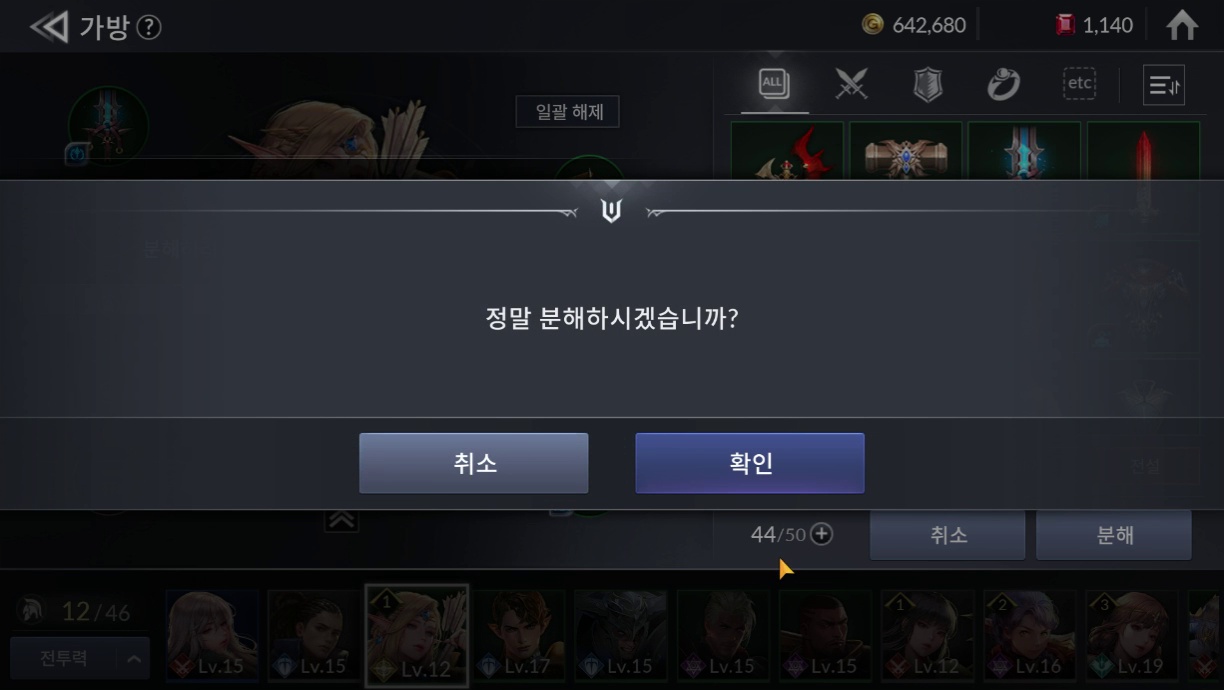 가방 ?
642,680
1,140
일괄 해제
ALL
etc
정말 분해하시겠습니까?
취소
확인
전설
44/50
취소
분해
12/46
전투력
Lv.15
Lv.15
1
Lv.12
Lv.17
Lv.15
Lv.15
Lv.15
1
Lv.12
2
Lv.16
3
Lv.19